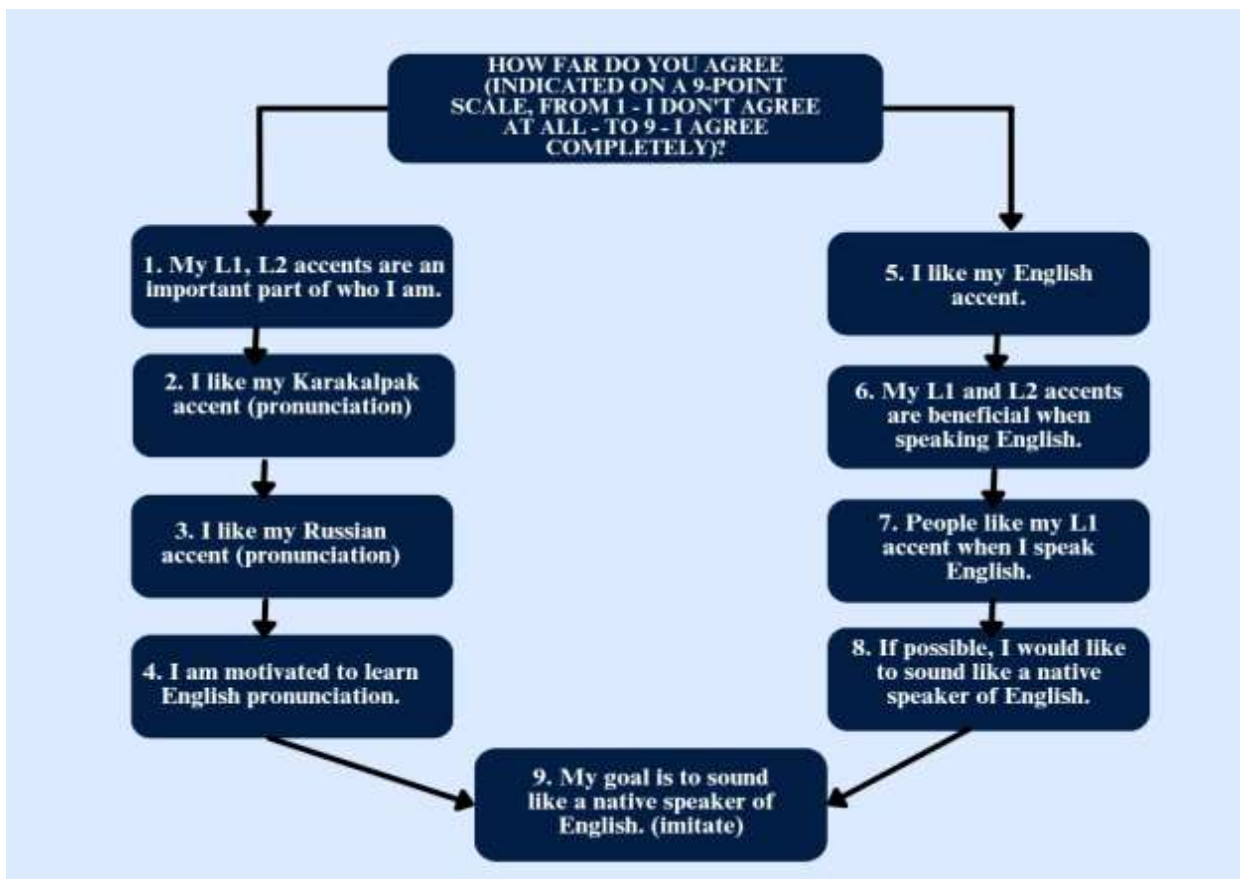 HOW FAR DO YOU AGREE
(INDICATED ON A 9-POINT
SCALE, FROM 1 - I DON'T AGREE
AT ALL - TO 9 - I AGREE
COMPLETELY)?
1. My L1, L2 accents are an
important part of who I am.
2. I like my Karakalpak
accent (pronunciation)
3. I like my Russian
accent (pronunciation)
4. I am motivated to learn
English pronunciation.
5. I like my English
accent.
6. My L1 and L2 accents
are beneficial when
speaking English.
7. People like my L1
accent when I speak
English.
8. If possible, I would like
to sound like a native
speaker of English.
9. My goal is to sound
like a native speaker of
English. (imitate)